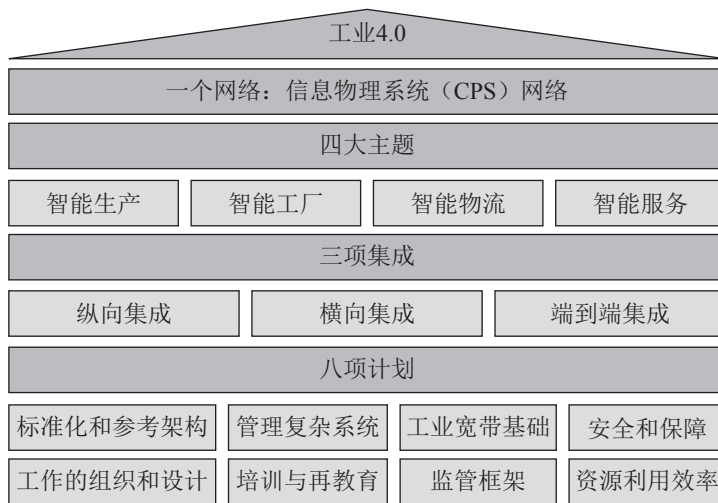 工业4.0
一个网络：信息物理系统（CPS）网络
四大主题
智能生产 智能工厂 智能物流 智能服务
三项集成
纵向集成 横向集成 端到端集成
八项计划
标准化和参考架构 管理复杂系统 工业宽带基础 安全和保障
工作的组织和设计 培训与再教育 监管框架 资源利用效率